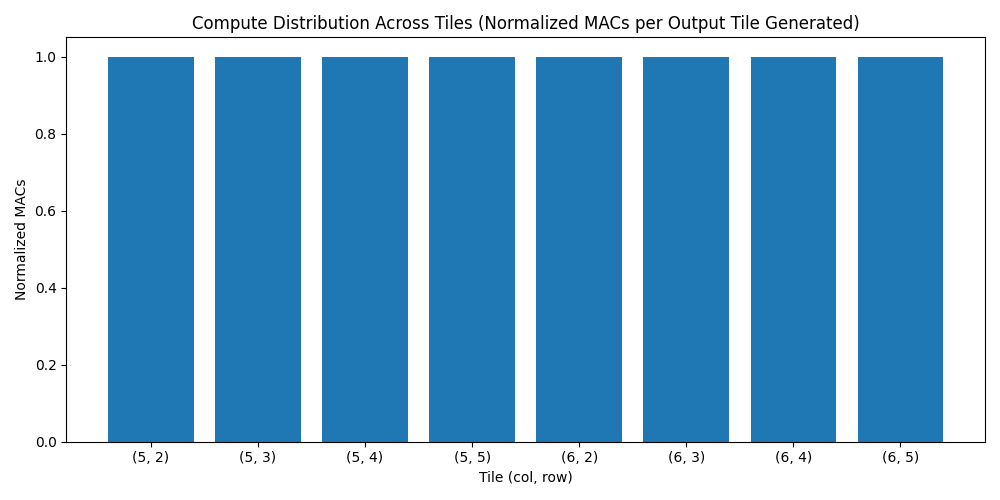 Compute Distribution Across Tiles (Normalized MACs per Output Tile Generated)
Normalized MACs
1.0
0.8
0.6
0.4
0.2
0.0
(5, 2) (5, 3) (5, 4) (5, 5) (6, 2) (6, 3) (6, 4) (6, 5)
Tile (col, row)